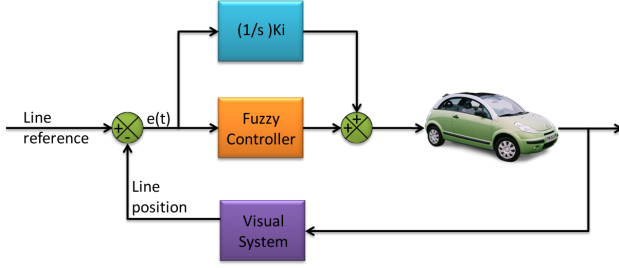 (1/s )Ki
Line
reference
+
-
e(t)
Fuzzy
Controller
+
+
Line
position
Visual
System